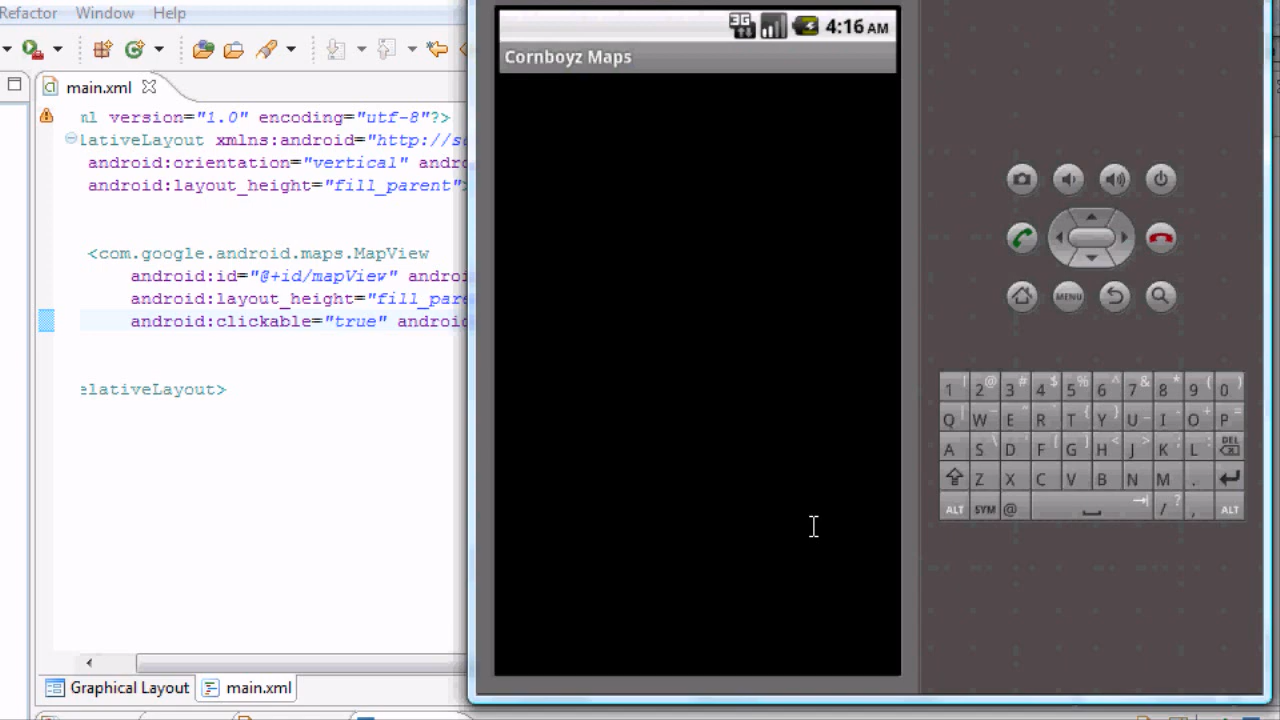 Refactor Window Help
main.xml
ml version="1.0" encoding="utf-8"?>
lativeLayout xmlns:android="http://s
android:orientation="vertical" andro
android:layout_height="fill_parent">
<com.google.android.maps.MapView
android:id="@+id/mapView" androi
android:layout_height="fill_pare
android:clickable="true" android
elativeLayout>
Graphical Layout main.xml
3G 4:16 AM
Cornboyz Maps
MENU
1 ! 2 @ 3 # 4 $ 5 % 6 ^ 7 & 8 * 9 ( 0 )
Q | W ~ E " R ` T { Y } U _ I - O + P =
A S \ D ' F [ G ] H < J > K ; L : DEL
Z X C V B N M .
ALT SYM @ / ? , ALT